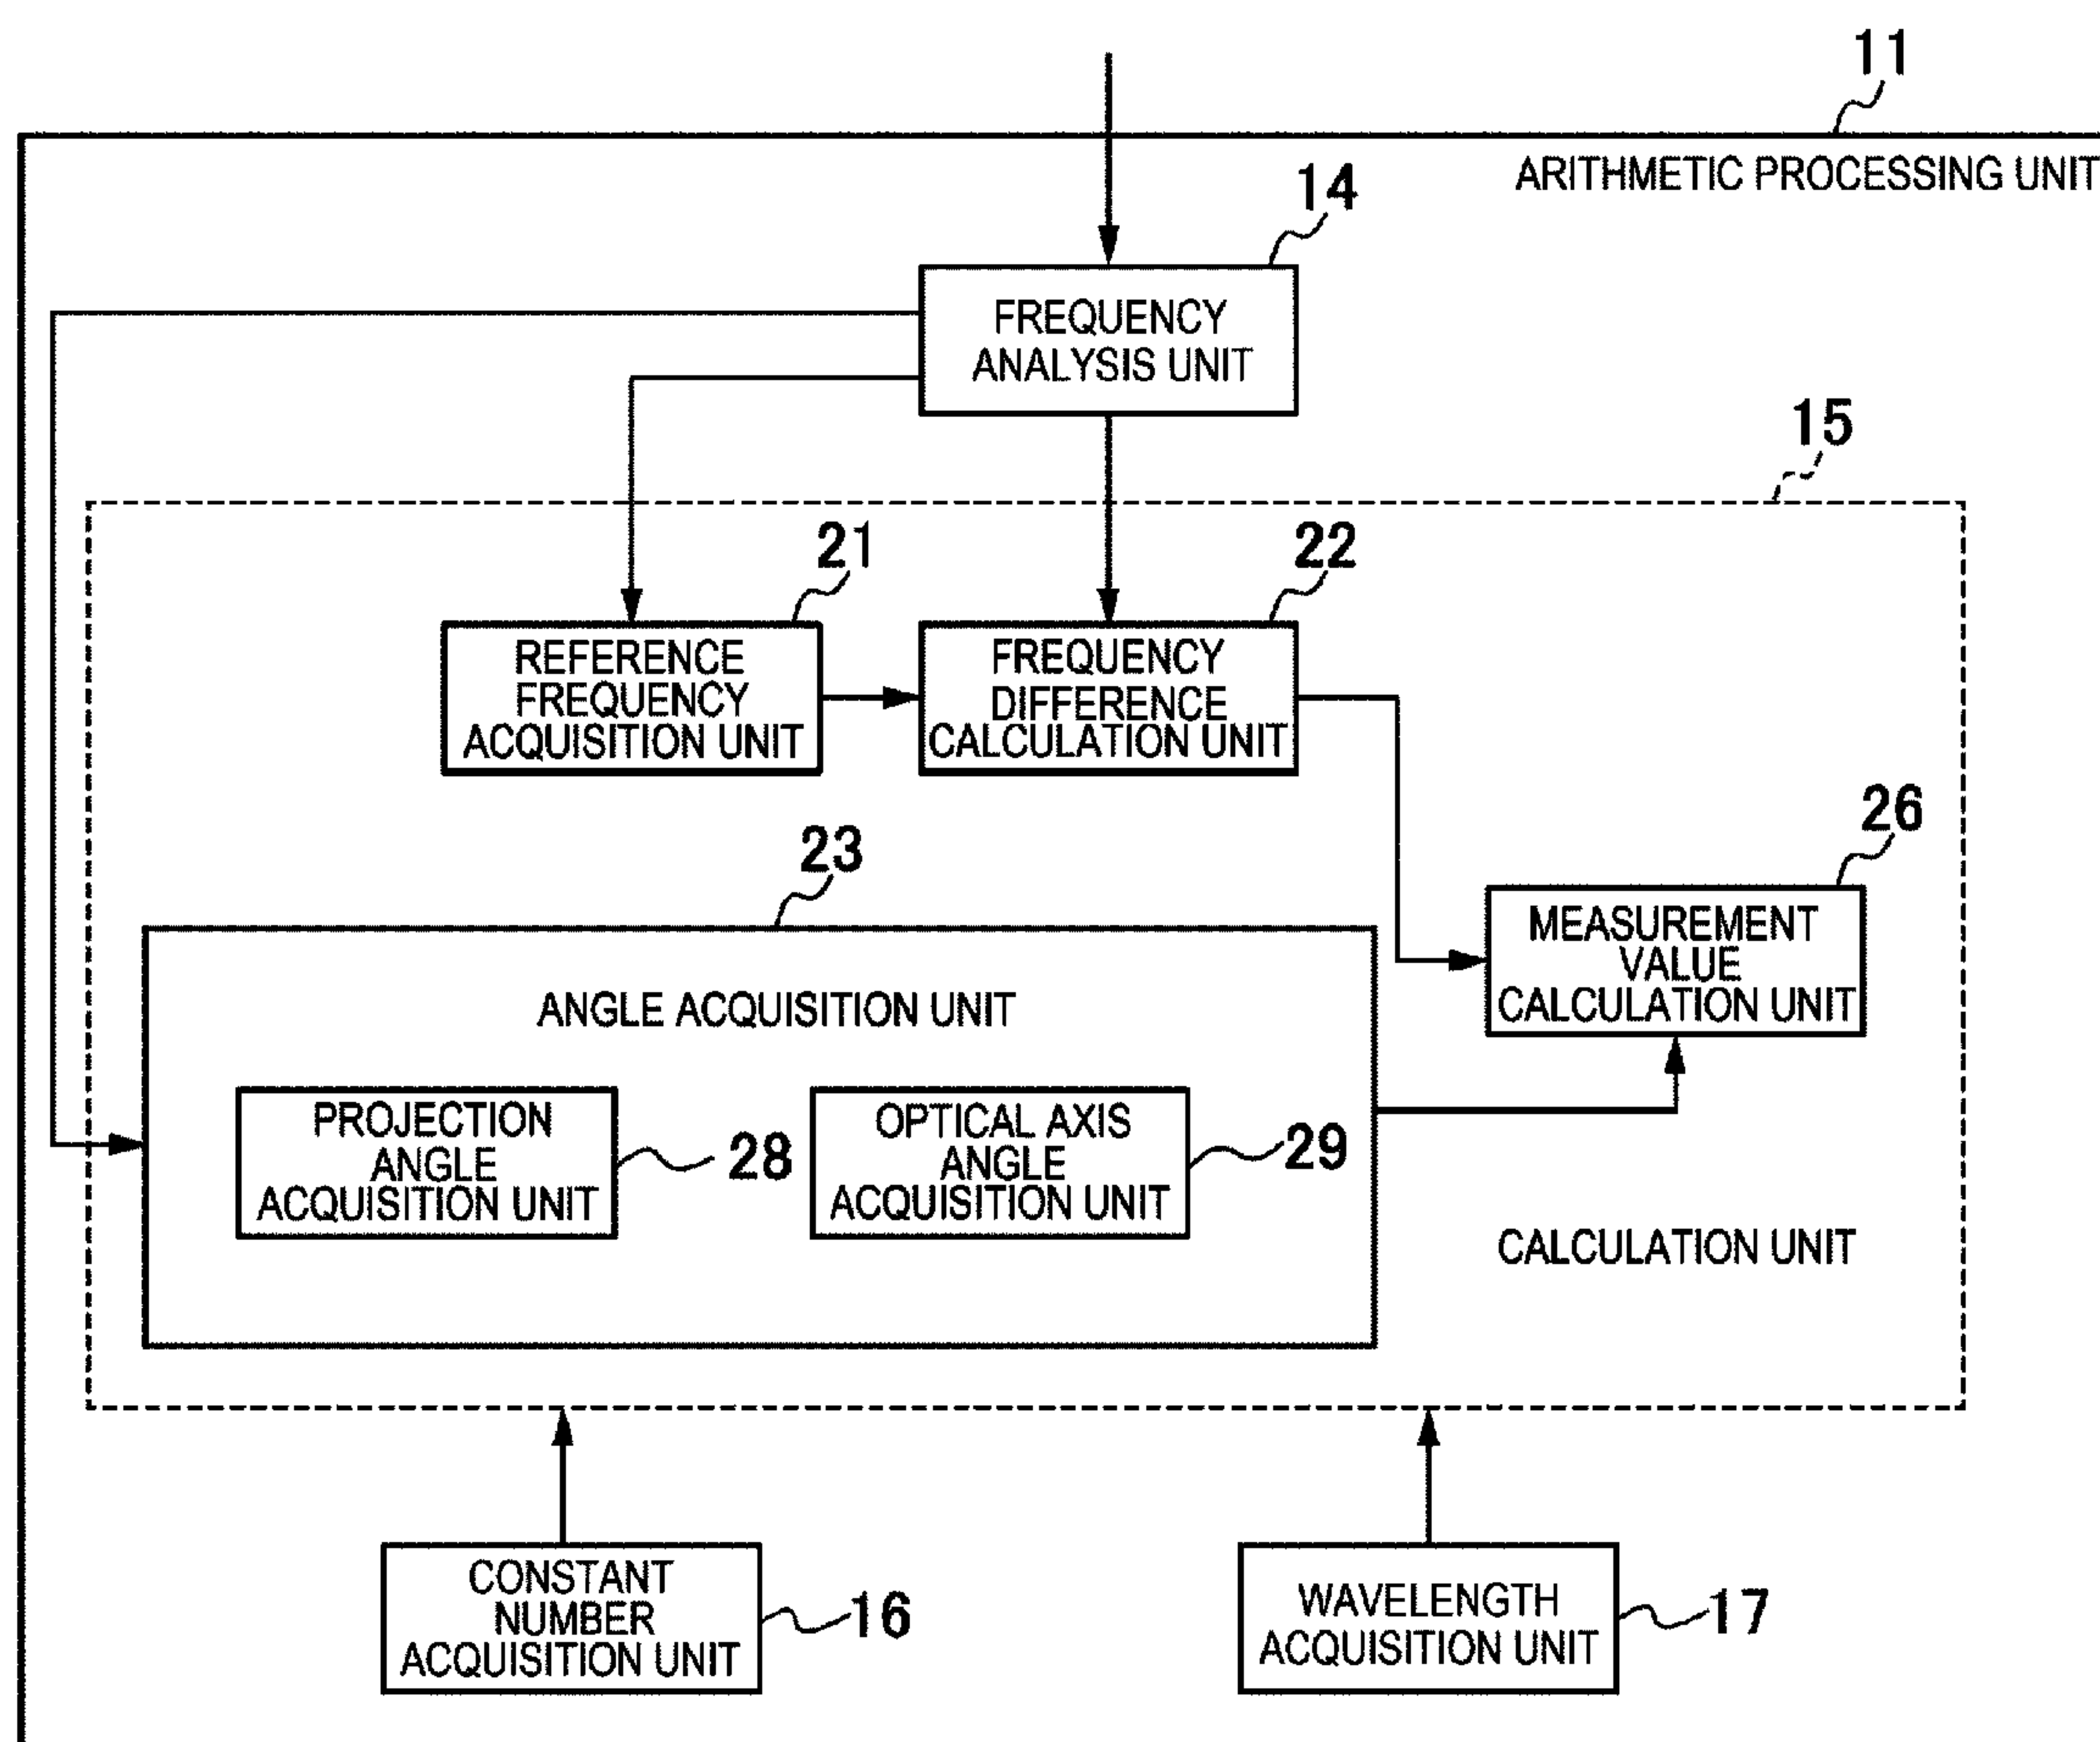 11
ARITHMETIC PROCESSING UNIT
14
FREQUENCY
ANALYSIS UNIT
15
21
22
REFERENCE
FREQUENCY
ACQUISITION UNIT
FREQUENCY
DIFFERENCE
CALCULATION UNIT
26
23
MEASUREMENT
VALUE
CALCULATION UNIT
ANGLE ACQUISITION UNIT
PROJECTION
ANGLE
ACQUISITION UNIT
28
OPTICAL AXIS
ANGLE
ACQUISITION UNIT
29
CALCULATION UNIT
CONSTANT
NUMBER
ACQUISITION UNIT
16
WAVELENGTH
ACQUISITION UNIT
17